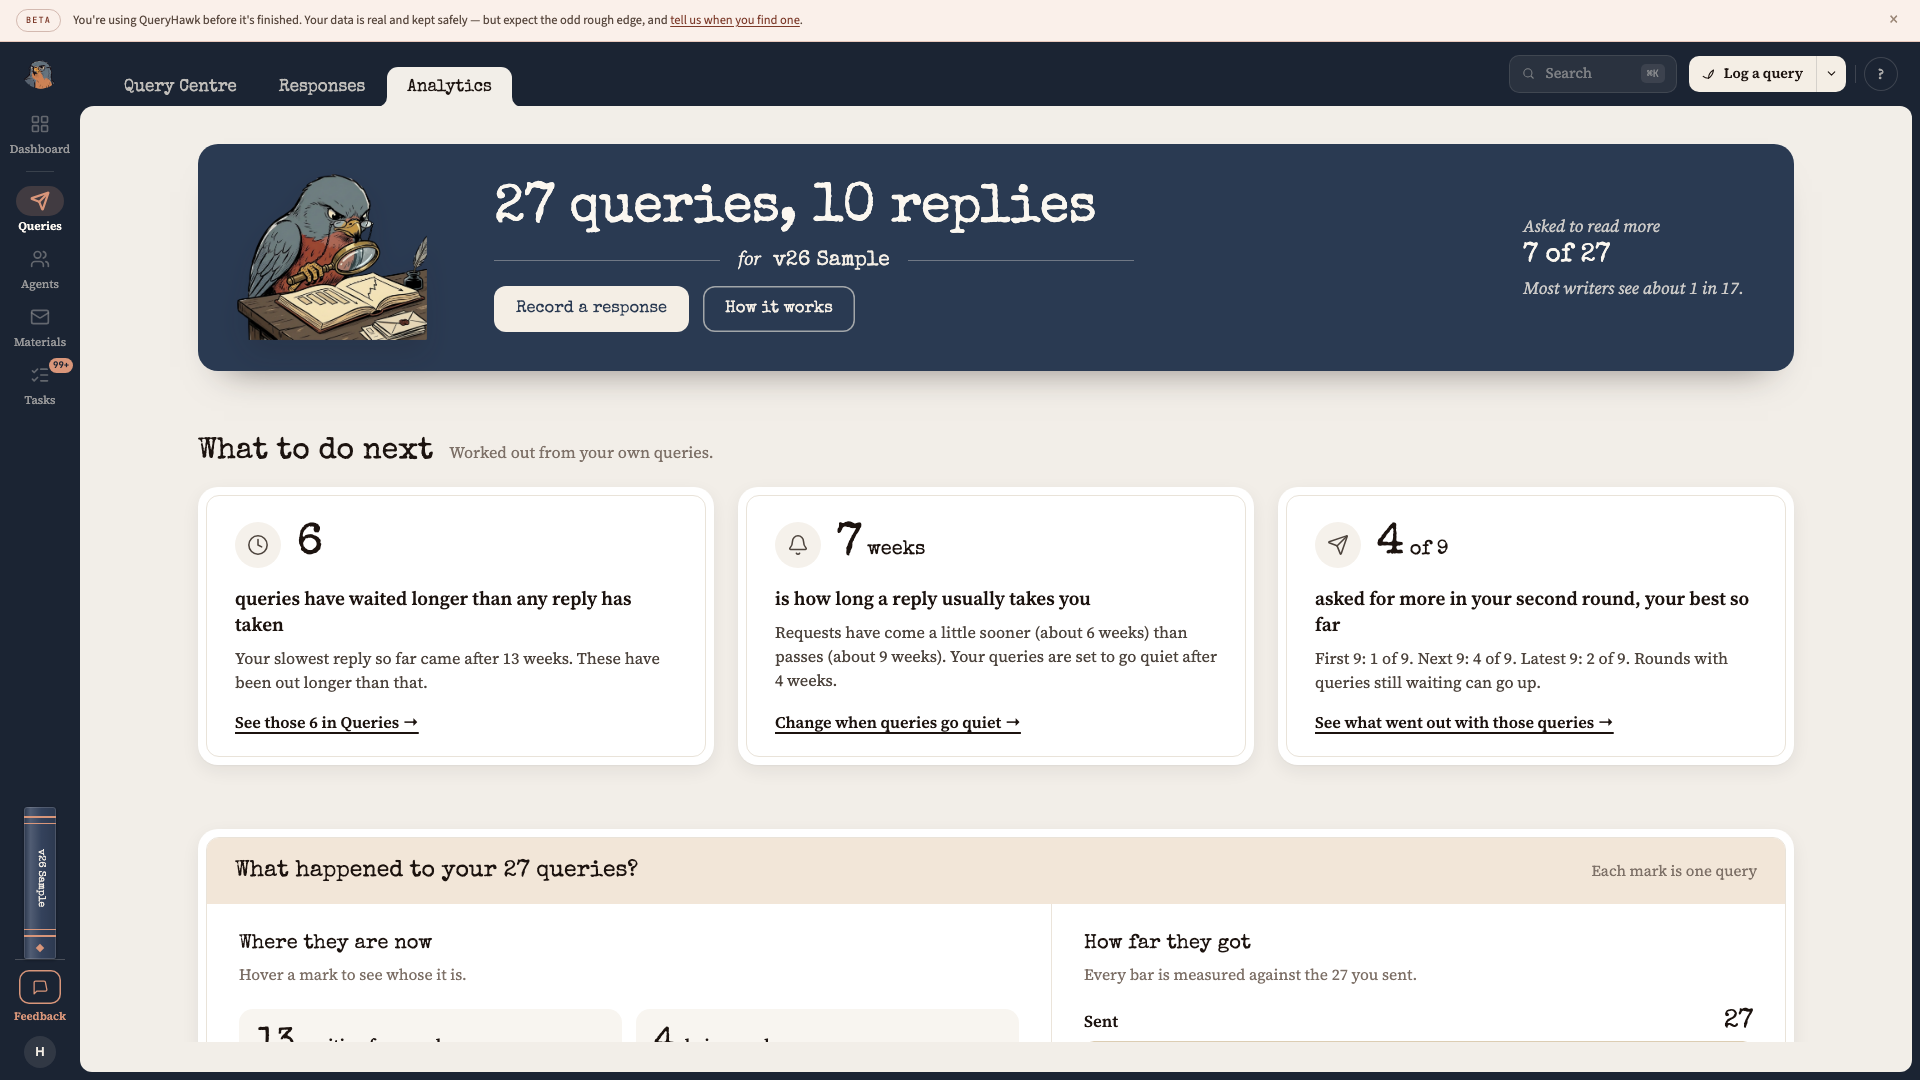 BETA
You're using QueryHawk before it's finished. Your data is real and kept safely — but expect the odd rough edge, and tell us when you find one.
×
Query Centre
Responses
Analytics
Search
⌘K
Log a query
?
Dashboard
Queries
Agents
Materials
99+
Tasks
v26 Sample
Feedback
H
27 queries, 10 replies
for v26 Sample
Record a response
How it works
Asked to read more
7 of 27
Most writers see about 1 in 17.
What to do next
Worked out from your own queries.
6
queries have waited longer than any reply has
taken
Your slowest reply so far came after 13 weeks. These have
been out longer than that.
See those 6 in Queries →
7 weeks
is how long a reply usually takes you
Requests have come a little sooner (about 6 weeks) than
passes (about 9 weeks). Your queries are set to go quiet after
4 weeks.
Change when queries go quiet →
4 of 9
asked for more in your second round, your best so
far
First 9: 1 of 9. Next 9: 4 of 9. Latest 9: 2 of 9. Rounds with
queries still waiting can go up.
See what went out with those queries →
What happened to your 27 queries?
Each mark is one query
Where they are now
Hover a mark to see whose it is.
13
4
How far they got
Every bar is measured against the 27 you sent.
Sent
27